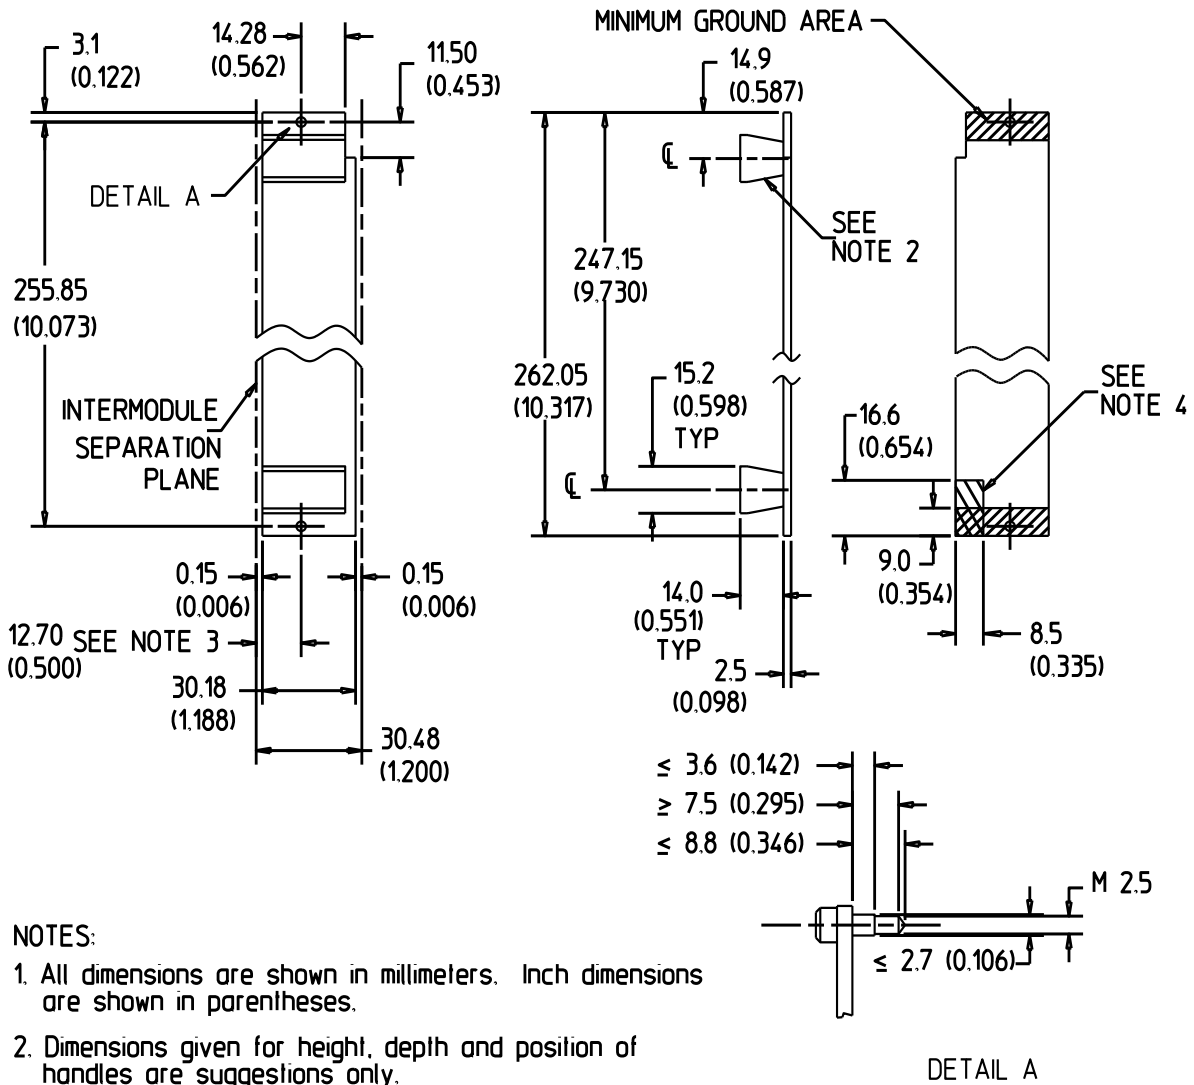 MINIMUM GROUND AREA
3.1
(0.122)
14.28
(0.562)
11.50
(0.453)
14.9
(0.587)
DETAIL A
CL
SEE
NOTE 2
255.85
(10.073)
247.15
(9.730)
262.05
(10.317)
15.2
(0.598)
TYP
SEE
NOTE 4
16.6
(0.654)
INTERMODULE
SEPARATION
PLANE
CL
0.15
(0.006)
0.15
(0.006)
9.0
(0.354)
14.0
(0.551)
TYP
12.70 SEE NOTE 3
(0.500)
8.5
(0.335)
2.5
(0.098)
30.18
(1.188)
30.48
(1.200)
≤ 3.6 (0.142)
≥ 7.5 (0.295)
≤ 8.8 (0.346)
M 2.5
≤ 2.7 (0.106)
DETAIL A
NOTES:
1. All dimensions are shown in millimeters. Inch dimensions
are shown in parentheses.
2. Dimensions given for height, depth and position of
handles are suggestions only.